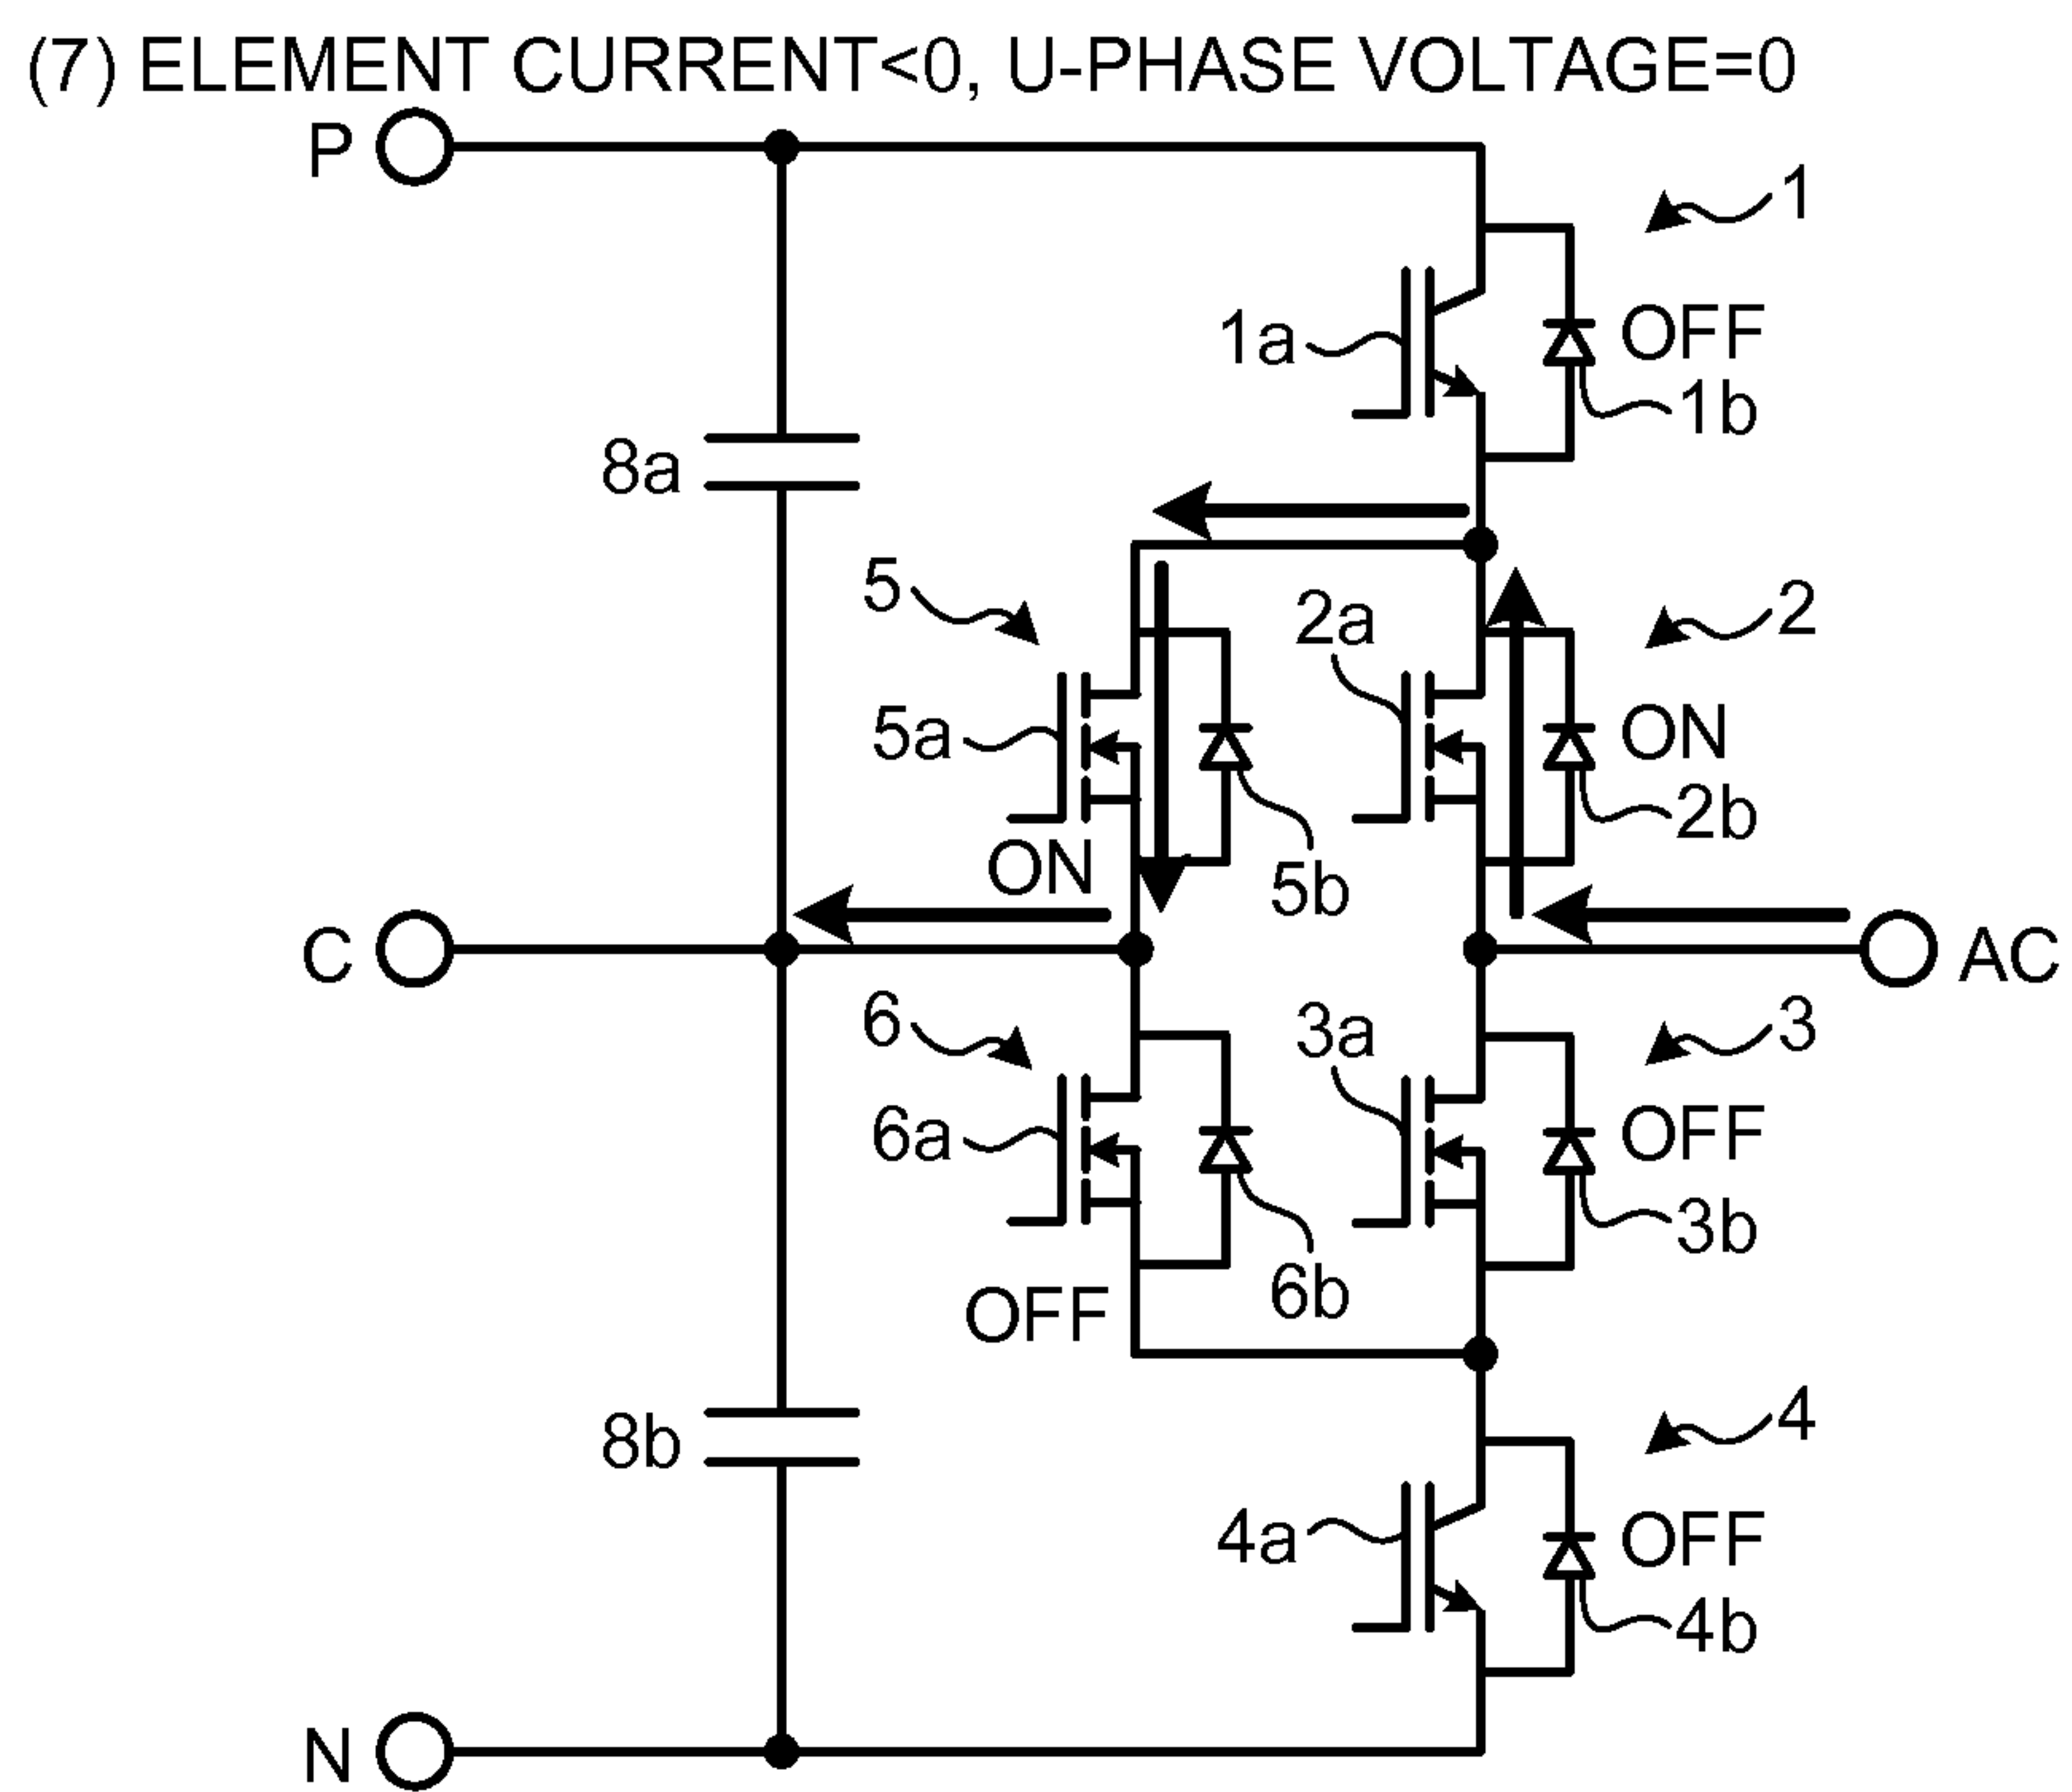 (7) ELEMENT CURRENT<0, U-PHASE VOLTAGE=0
P
1
1a
OFF
1b
8a
5
2a
2
5a
ON
2b
ON
5b
C
AC
6
3a
3
6a
OFF
3b
6b
OFF
8b
4
4a
OFF
4b
N